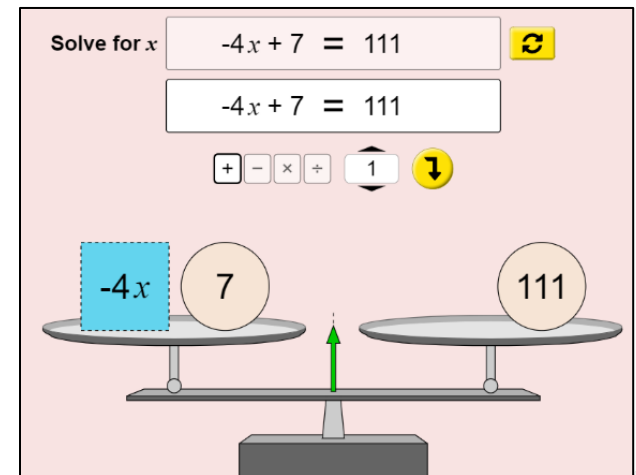 Solve for x -4x + 7 = 111
-4x + 7 = 111
+ − × ÷ 1
-4x 7 111